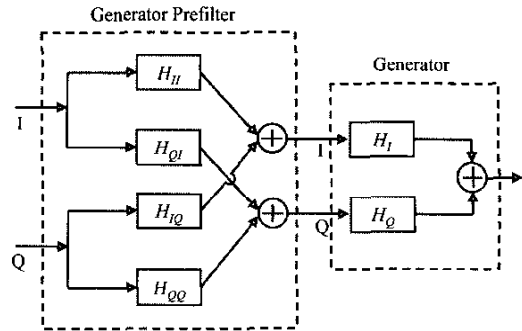 Generator Prefilter
Generator
H_II
I
H_QI
I
H_I
H_IQ
Q
H_Q
Q
H_QQ